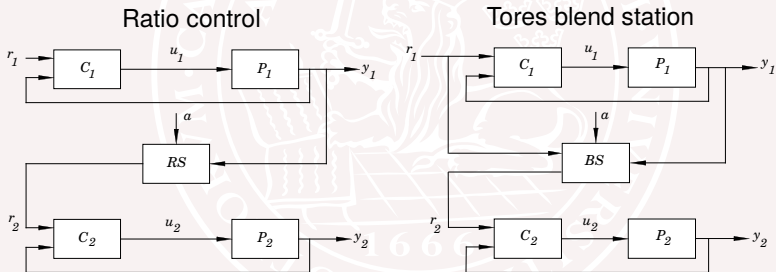 Ratio control
r1
C1
u1
P1
y1
a
RS
r2
C2
u2
P2
y2
Tores blend station
r1
C1
u1
P1
y1
a
BS
r2
C2
u2
P2
y2
1666